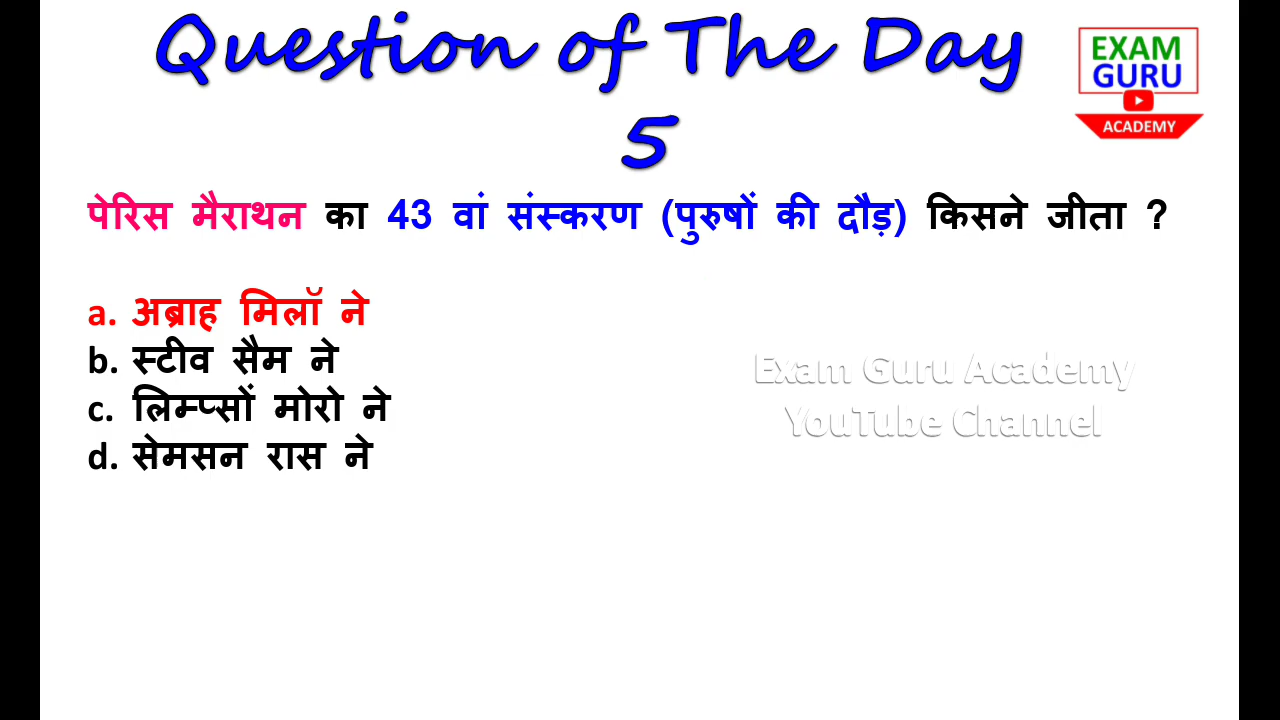 Question of The Day
5
EXAM
GURU
ACADEMY
पेरिस मैराथन का 43 वां संस्करण (पुरुषों की दौड़) किसने जीता ?
a. अब्राह मिलॉ ने
b. स्टीव सैम ने
c. लिम्प्सों मोरो ने
d. सेमसन रास ने
Exam Guru Academy
YouTube Channel